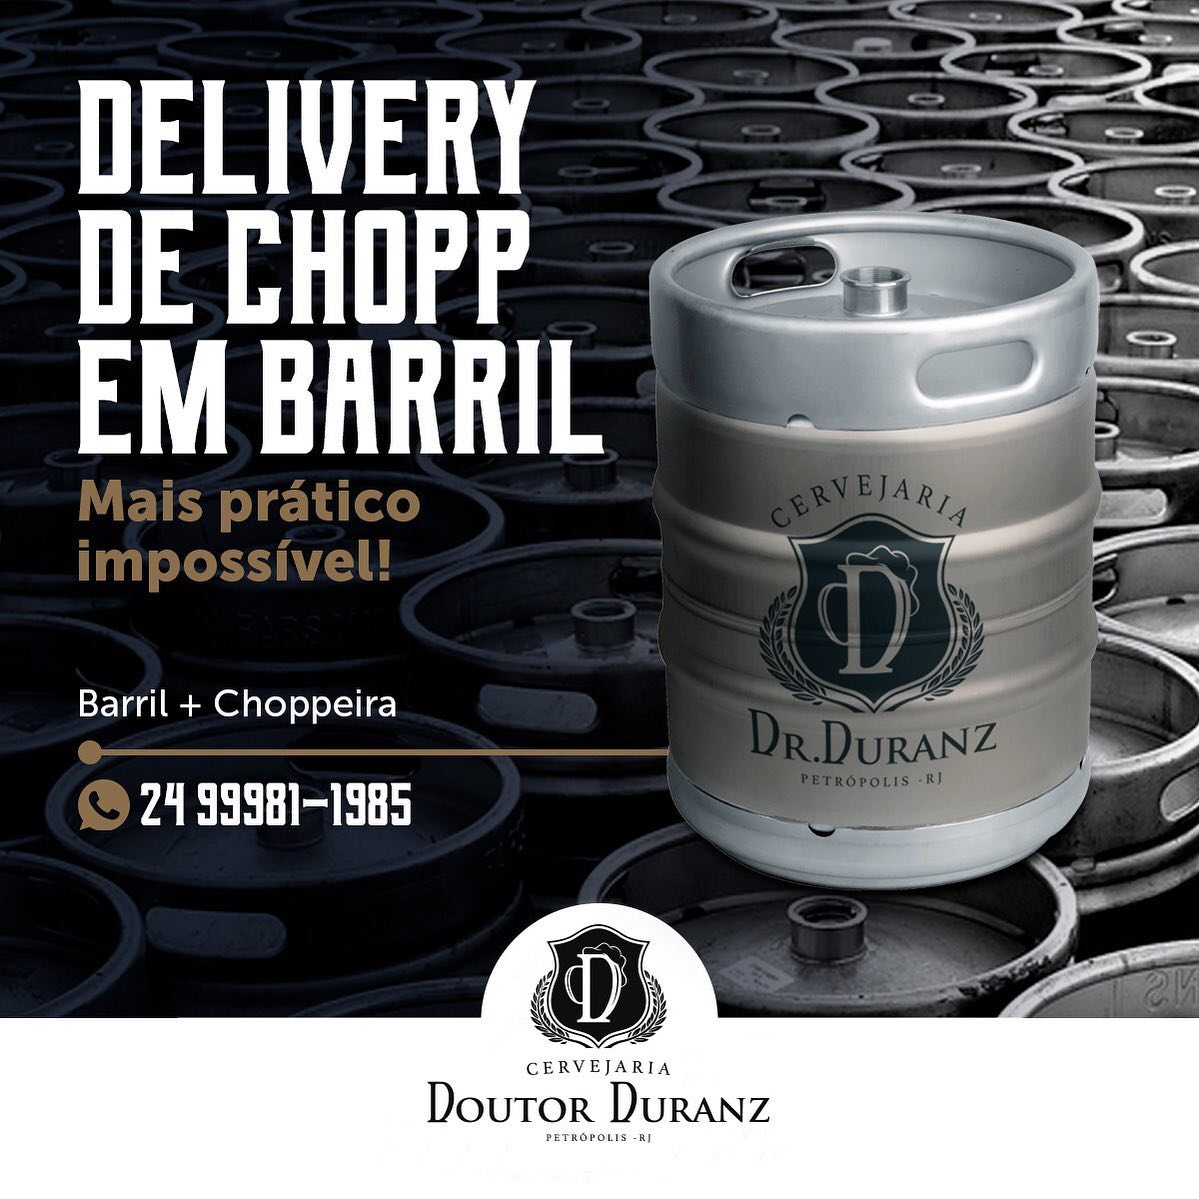 DELIVERY
DE CHOPP
EM BARRIL
Mais prático
impossível!
Barril + Choppeira
24 99981-1985
CERVEJARIA
D
DR.DURANZ
PETRÓPOLIS -RJ
D
CERVEJARIA
DOUTOR DURANZ
PETRÓPOLIS -RJ